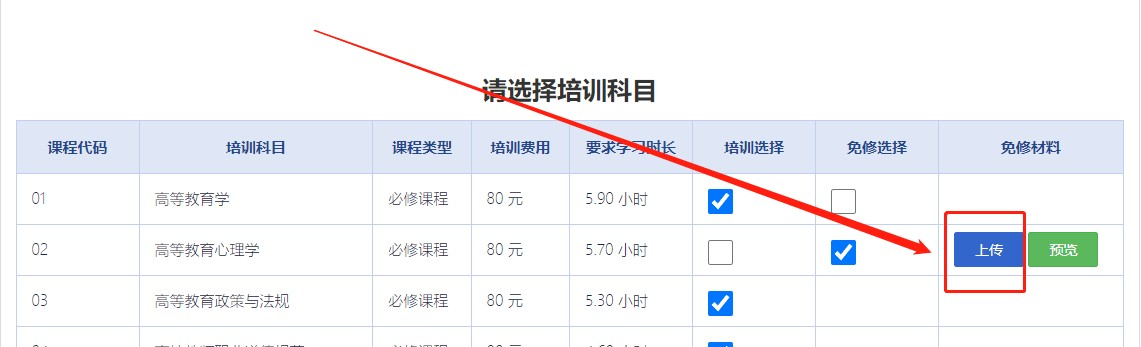 请选择培训科目
课程代码 培训科目 课程类型 培训费用 要求学习时长 培训选择 免修选择 免修材料
01 高等教育学 必修课程 80 元 5.90 小时
02 高等教育心理学 必修课程 80 元 5.70 小时 上传 预览
03 高等教育政策与法规 必修课程 80 元 5.30 小时